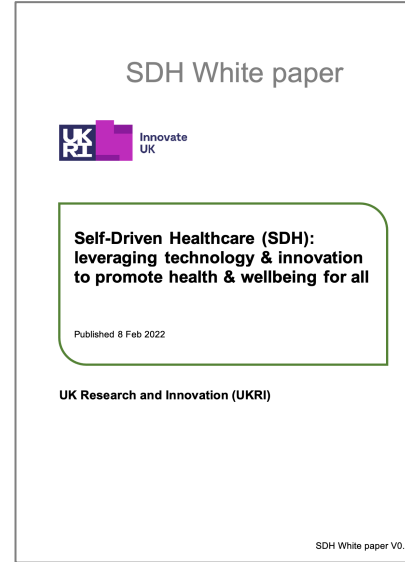 SDH White paper
UK
RI
Innovate
UK
Self-Driven Healthcare (SDH):
leveraging technology & innovation
to promote health & wellbeing for all
Published 8 Feb 2022
UK Research and Innovation (UKRI)
SDH White paper V0.